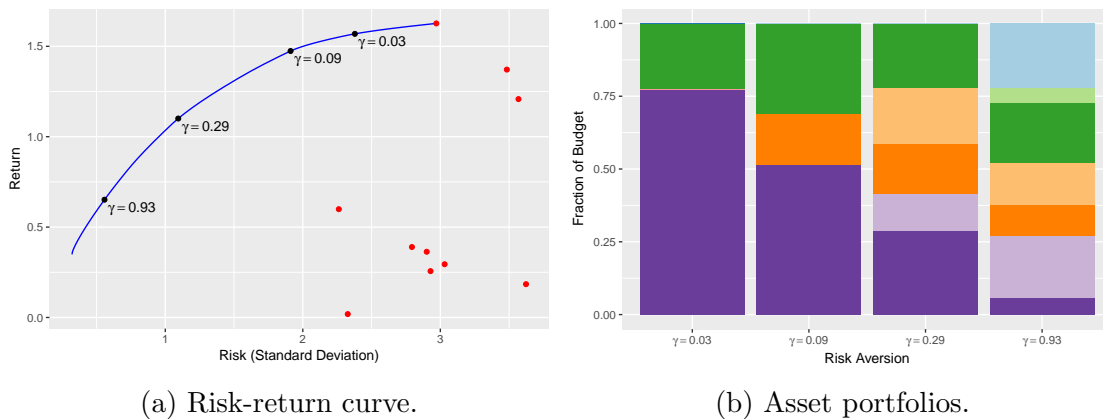 1.5
1.0
0.5
0.0
Return
γ = 0.03
γ = 0.09
γ = 0.29
γ = 0.93
1 2 3
Risk (Standard Deviation)
(a) Risk-return curve.
1.00
0.75
0.50
0.25
0.00
Fraction of Budget
γ = 0.03 γ = 0.09 γ = 0.29 γ = 0.93
Risk Aversion
(b) Asset portfolios.